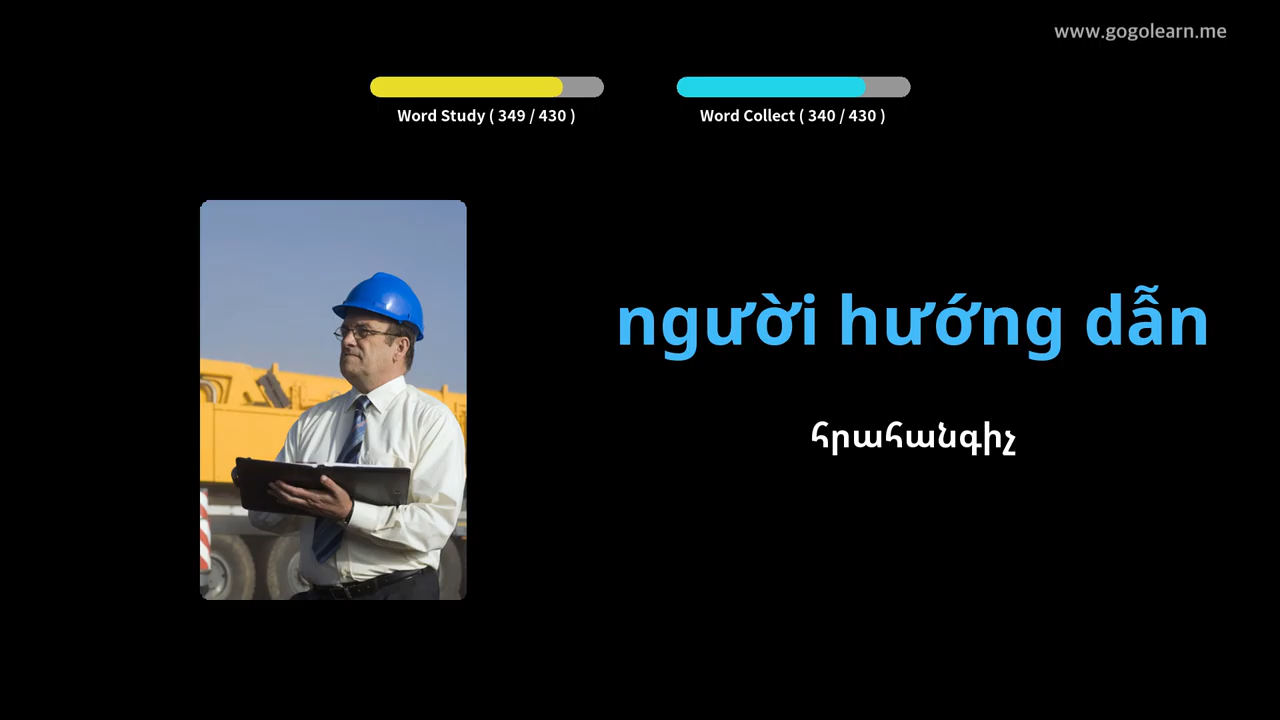 www.gogolearn.me
Word Study ( 349 / 430 )
Word Collect ( 340 / 430 )
người hướng dẫn
հրահանգիչ